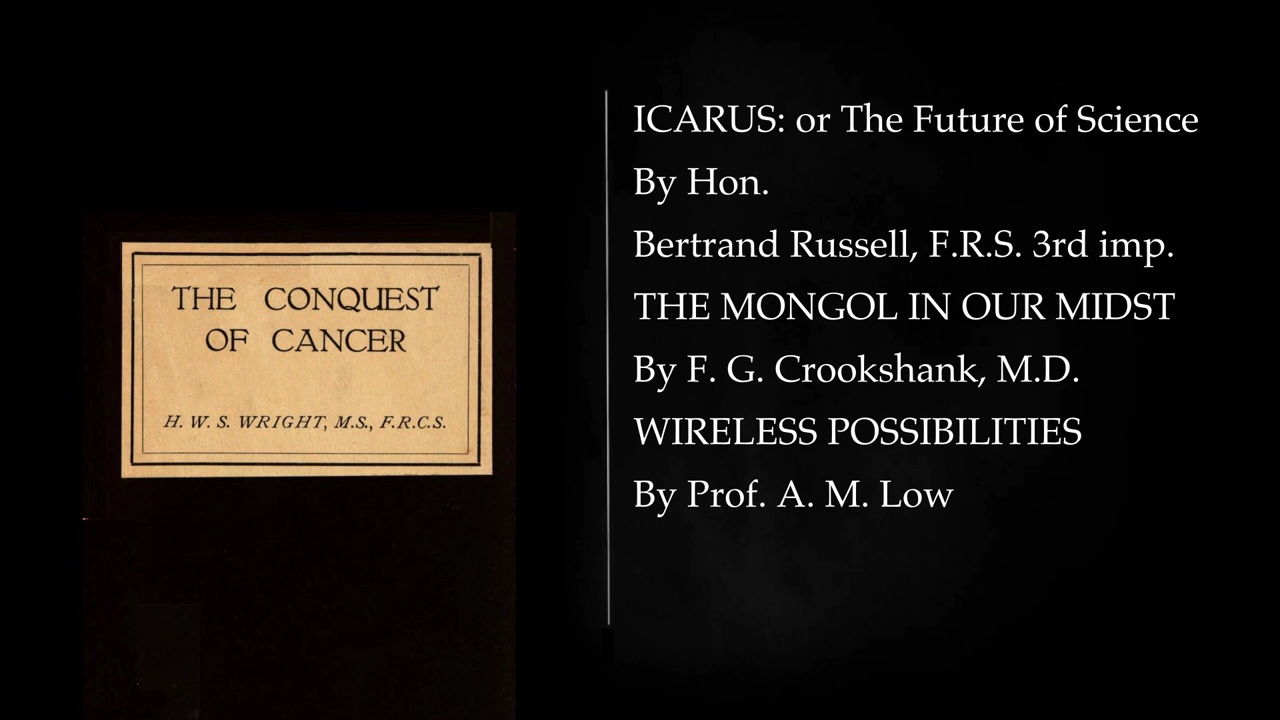 THE CONQUEST
OF CANCER
H. W. S. WRIGHT, M.S., F.R.C.S.
ICARUS: or The Future of Science
By Hon.
Bertrand Russell, F.R.S. 3rd imp.
THE MONGOL IN OUR MIDST
By F. G. Crookshank, M.D.
WIRELESS POSSIBILITIES
By Prof. A. M. Low